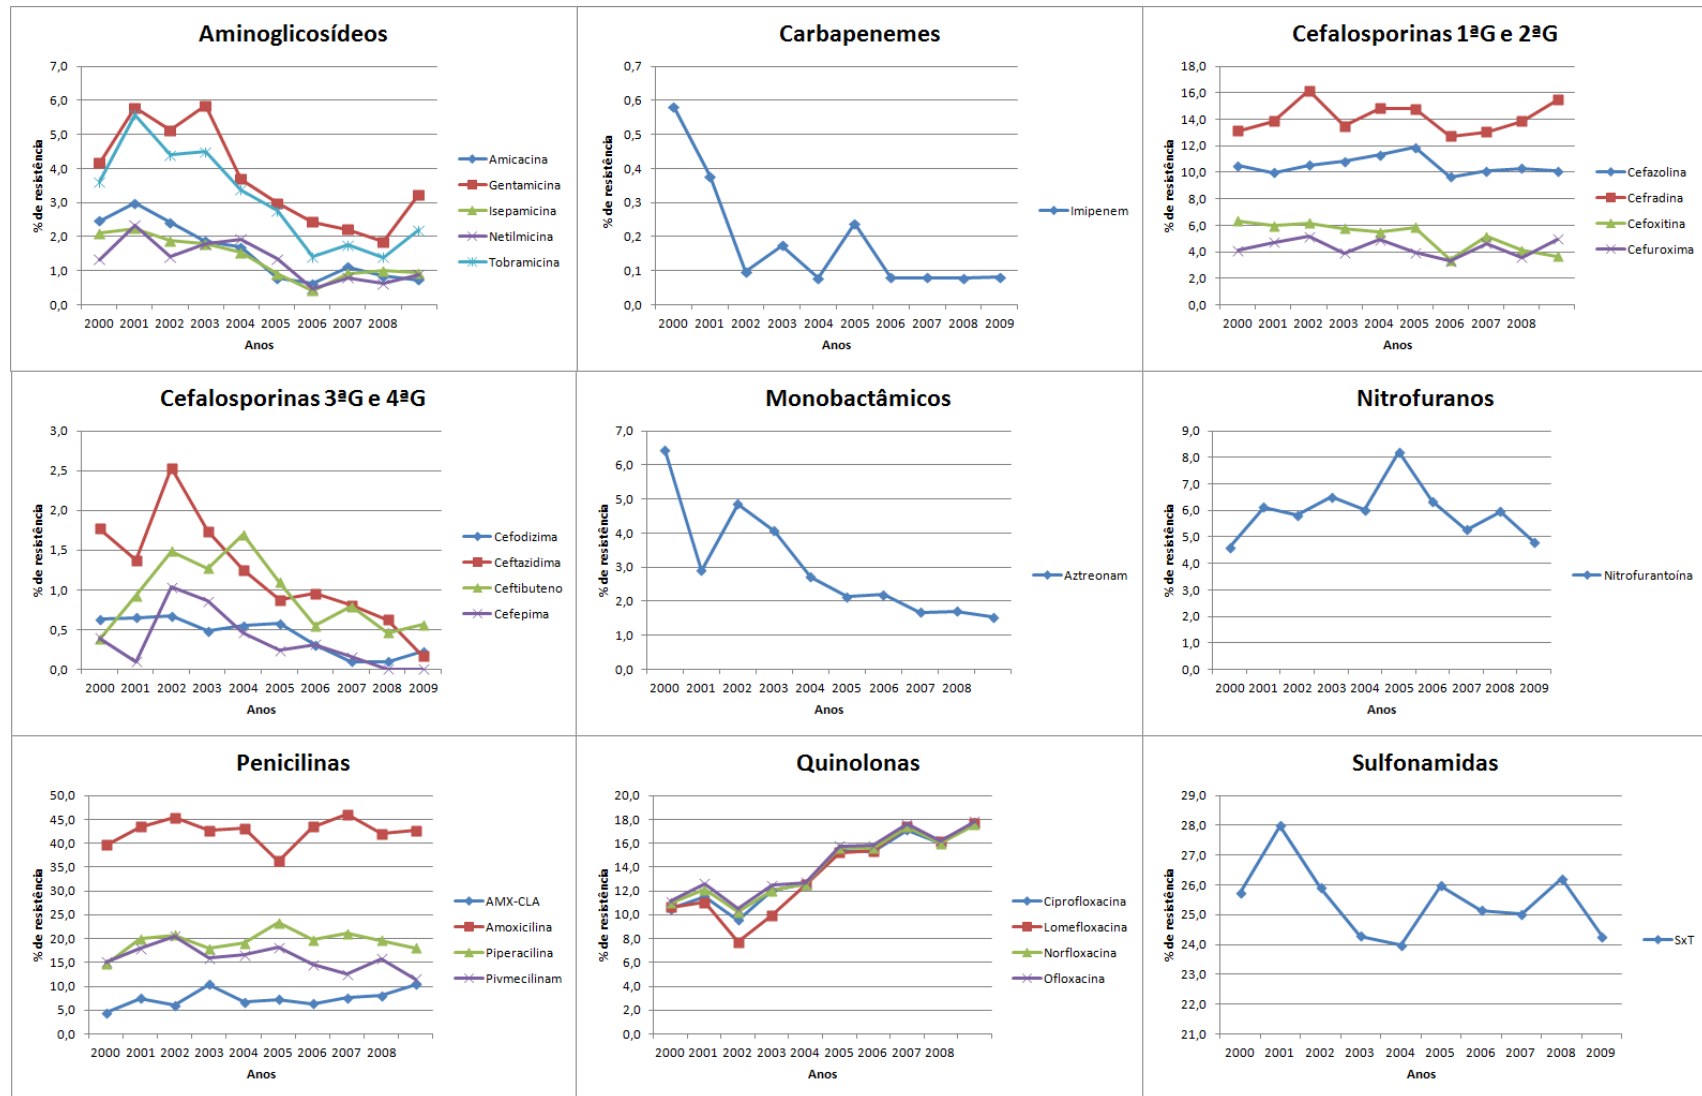 Aminoglicosídeos
7,0
6,0
5,0
4,0
3,0
2,0
1,0
0,0
% de resistência
2000 2001 2002 2003 2004 2005 2006 2007 2008
Anos
Amicacina
Gentamicina
Isepamicina
Netilmicina
Tobramicina
Carbapenemes
0,7
0,6
0,5
0,4
0,3
0,2
0,1
0,0
% de resistência
2000 2001 2002 2003 2004 2005 2006 2007 2008 2009
Anos
Imipenem
Cefalosporinas 1ªG e 2ªG
18,0
16,0
14,0
12,0
10,0
8,0
6,0
4,0
2,0
0,0
% de resistência
2000 2001 2002 2003 2004 2005 2006 2007 2008
Anos
Cefazolina
Cefradina
Cefoxitina
Cefuroxima
Cefalosporinas 3ªG e 4ªG
3,0
2,5
2,0
1,5
1,0
0,5
0,0
% de resistência
2000 2001 2002 2003 2004 2005 2006 2007 2008 2009
Anos
Cefodizima
Ceftazidima
Ceftibuteno
Cefepima
Monobactâmicos
7,0
6,0
5,0
4,0
3,0
2,0
1,0
0,0
% de resistência
2000 2001 2002 2003 2004 2005 2006 2007 2008
Anos
Aztreonam
Nitrofuranos
9,0
8,0
7,0
6,0
5,0
4,0
3,0
2,0
1,0
0,0
% de resistência
2000 2001 2002 2003 2004 2005 2006 2007 2008 2009
Anos
Nitrofurantoína
Penicilinas
50,0
45,0
40,0
35,0
30,0
25,0
20,0
15,0
10,0
5,0
0,0
% de resistência
2000 2001 2002 2003 2004 2005 2006 2007 2008
Anos
AMX-CLA
Amoxicilina
Piperacilina
Pivmecilinam
Quinolonas
20,0
18,0
16,0
14,0
12,0
10,0
8,0
6,0
4,0
2,0
0,0
% de resistência
2000 2001 2002 2003 2004 2005 2006 2007 2008
Anos
Ciprofloxacina
Lomefloxacina
Norfloxacina
Ofloxacina
Sulfonamidas
29,0
28,0
27,0
26,0
25,0
24,0
23,0
22,0
21,0
% de resistência
2000 2001 2002 2003 2004 2005 2006 2007 2008 2009
Anos
SxT